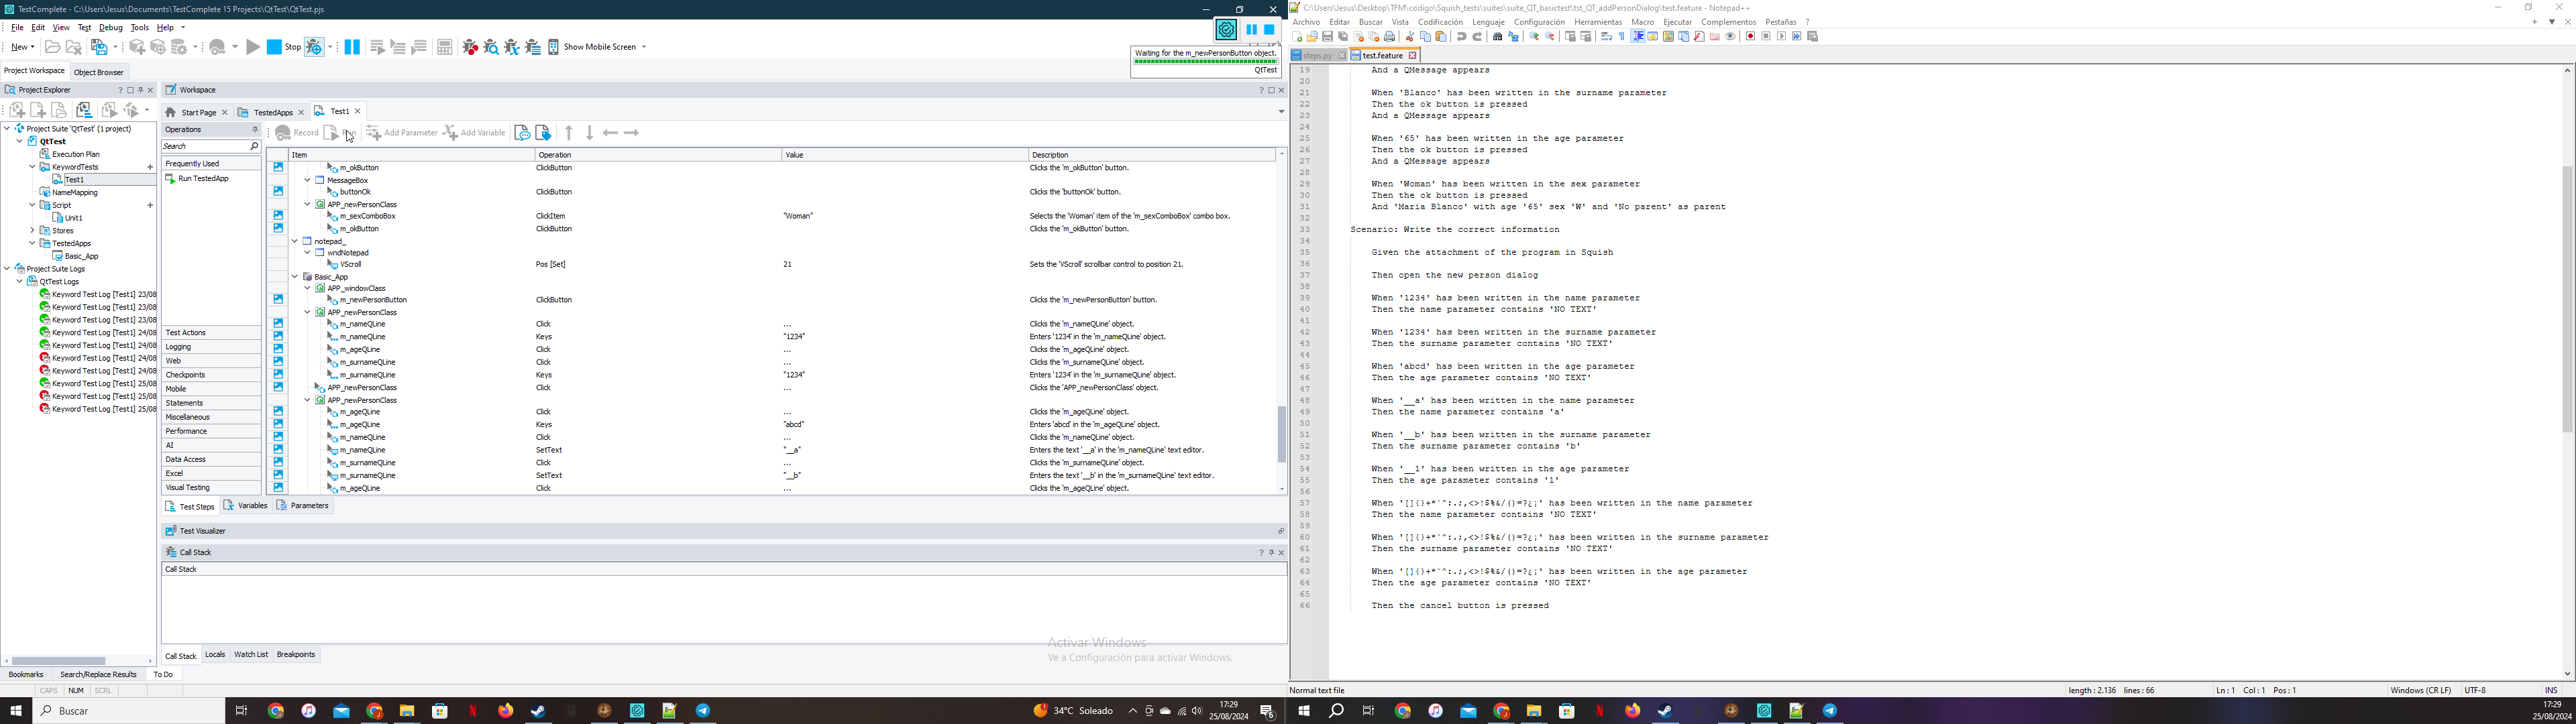 TestComplete - C:\Users\Jesus\Documents\TestComplete 15 Projects\QtTest\QtTest.pjs
File Edit View Test Debug Tools Help
New Stop Show Mobile Screen
Waiting for the m_newPersonButton object.
QtTest
Project Workspace Object Browser
Project Explorer
Project Suite 'QtTest' (1 project)
QtTest
Execution Plan
KeywordTests
Test1
NameMapping
Script
Unit1
Stores
TestedApps
Basic_App
Project Suite Logs
QtTest Logs
Keyword Test Log [Test1] 23/08
Keyword Test Log [Test1] 23/08
Keyword Test Log [Test1] 23/08
Keyword Test Log [Test1] 24/08
Keyword Test Log [Test1] 24/08
Keyword Test Log [Test1] 24/08
Keyword Test Log [Test1] 24/08
Keyword Test Log [Test1] 25/08
Keyword Test Log [Test1] 25/08
Keyword Test Log [Test1] 25/08
Workspace
Start Page TestedApps Test1
Operations
Search
Frequently Used
Run TestedApp
Test Actions
Logging
Web
Checkpoints
Mobile
Statements
Miscellaneous
Performance
AI
Data Access
Excel
Visual Testing
Record Run Add Parameter Add Variable
Item Operation Value Description
m_okButton ClickButton Clicks the 'm_okButton' button.
MessageBox
buttonOk ClickButton Clicks the 'buttonOk' button.
APP_newPersonClass
m_sexComboBox ClickItem "Woman" Selects the 'Woman' item of the 'm_sexComboBox' combo box.
m_okButton ClickButton Clicks the 'm_okButton' button.
notepad_
wndNotepad
VScroll Pos [Set] 21 Sets the 'VScroll' scrollbar control to position 21.
Basic_App
APP_windowClass
m_newPersonButton ClickButton Clicks the 'm_newPersonButton' button.
APP_newPersonClass
m_nameQLine Click ... Clicks the 'm_nameQLine' object.
m_nameQLine Keys "1234" Enters '1234' in the 'm_nameQLine' object.
m_ageQLine Click ... Clicks the 'm_ageQLine' object.
m_surnameQLine Click ... Clicks the 'm_surnameQLine' object.
m_surnameQLine Keys "1234" Enters '1234' in the 'm_surnameQLine' object.
APP_newPersonClass Click ... Clicks the 'APP_newPersonClass' object.
APP_newPersonClass
m_ageQLine Click ... Clicks the 'm_ageQLine' object.
m_ageQLine Keys "abcd" Enters 'abcd' in the 'm_ageQLine' object.
m_nameQLine Click ... Clicks the 'm_nameQLine' object.
m_nameQLine SetText "__a" Enters the text '__a' in the 'm_nameQLine' text editor.
m_surnameQLine Click ... Clicks the 'm_surnameQLine' object.
m_surnameQLine SetText "__b" Enters the text '__b' in the 'm_surnameQLine' text editor.
m_ageQLine Click ... Clicks the 'm_ageQLine' object.
Test Steps Variables Parameters
Test Visualizer
Call Stack
Call Stack
Activar Windows
Ve a Configuración para activar Windows.
Call Stack Locals Watch List Breakpoints
Bookmarks Search/Replace Results To Do
CAPS NUM SCRL
Buscar
34°C Soleado
17:29
25/08/2024
6
C:\Users\Jesus\Desktop\TFM\codigo\Squish_tests\suites\suite_QT_basictest\tst_QT_addPersonDialog\test.feature - Notepad++
Archivo Editar Buscar Vista Codificación Lenguaje Configuración Herramientas Macro Ejecutar Complementos Pestañas ?
steps.py test.feature
19 And a QMessage appears
20
21 When 'Blanco' has been written in the surname parameter
22 Then the ok button is pressed
23 And a QMessage appears
24
25 When '65' has been written in the age parameter
26 Then the ok button is pressed
27 And a QMessage appears
28
29 When 'Woman' has been written in the sex parameter
30 Then the ok button is pressed
31 And 'Maria Blanco' with age '65' sex 'W' and 'No parent' as parent
32
33 Scenario: Write the correct information
34
35 Given the attachment of the program in Squish
36
37 Then open the new person dialog
38
39 When '1234' has been written in the name parameter
40 Then the name parameter contains 'NO TEXT'
41
42 When '1234' has been written in the surname parameter
43 Then the surname parameter contains 'NO TEXT'
44
45 When 'abcd' has been written in the age parameter
46 Then the age parameter contains 'NO TEXT'
47
48 When '__a' has been written in the name parameter
49 Then the name parameter contains 'a'
50
51 When '__b' has been written in the surname parameter
52 Then the surname parameter contains 'b'
53
54 When '__1' has been written in the age parameter
55 Then the age parameter contains '1'
56
57 When '[]{}+*`^:.;,<>!$%&/()=?¿¡' has been written in the name parameter
58 Then the name parameter contains 'NO TEXT'
59
60 When '[]{}+*`^:.;,<>!$%&/()=?¿¡' has been written in the surname parameter
61 Then the surname parameter contains 'NO TEXT'
62
63 When '[]{}+*`^:.;,<>!$%&/()=?¿¡' has been written in the age parameter
64 Then the age parameter contains 'NO TEXT'
65
66 Then the cancel button is pressed
Normal text file length : 2.136 lines : 66 Ln : 1 Col : 1 Pos : 1 Windows (CR LF) UTF-8 INS
17:29
25/08/2024